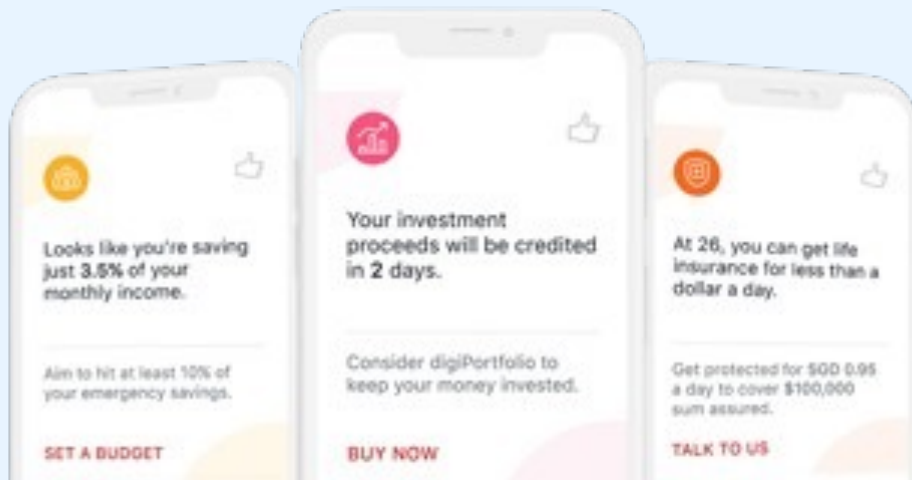 Looks like you're saving
just 3.5% of your
monthly income.
Aim to hit at least 10% of
your emergency savings.
SET A BUDGET
Your investment
proceeds will be credited
in 2 days.
Consider digiPortfolio to
keep your money invested.
BUY NOW
At 26, you can get life
insurance for less than a
dollar a day.
Get protected for SGD 0.95
a day to cover $100,000
sum assured.
TALK TO US